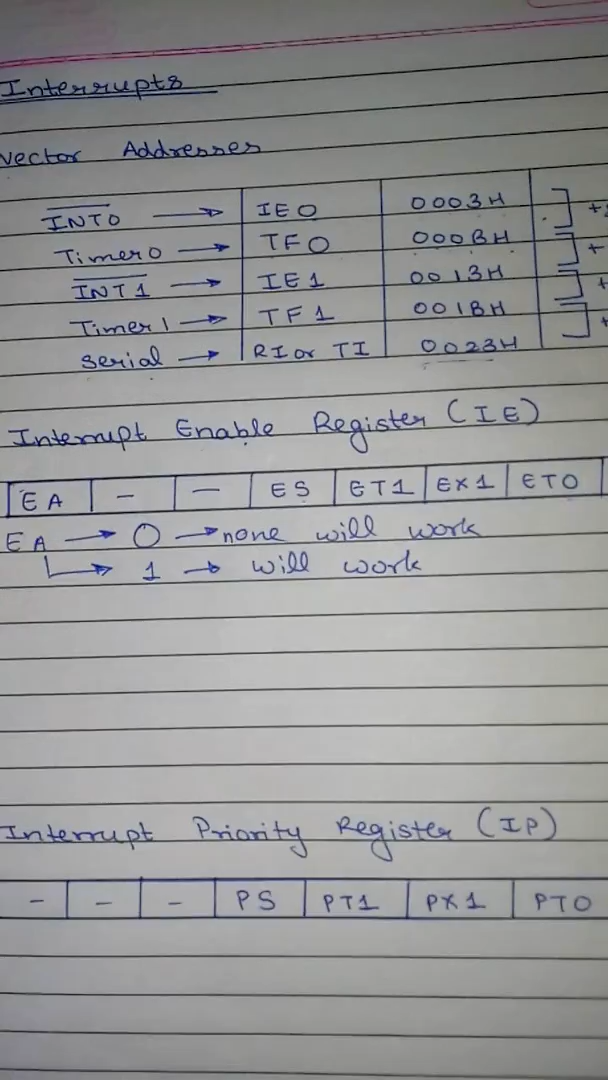 Interrupts
Vector Addresses
INT0 → IE0 0003H ] +
Timer0 → TF0 000BH ] +
INT1 → IE1 0013H ] +
Timer1 → TF1 001BH ] +
serial → RI or TI 0023H
Interrupt Enable Register (IE)
EA - - ES ET1 EX1 ET0
EA → 0 → none will work
↳ 1 → will work
Interrupt Priority Register (IP)
- - - PS PT1 PX1 PT0